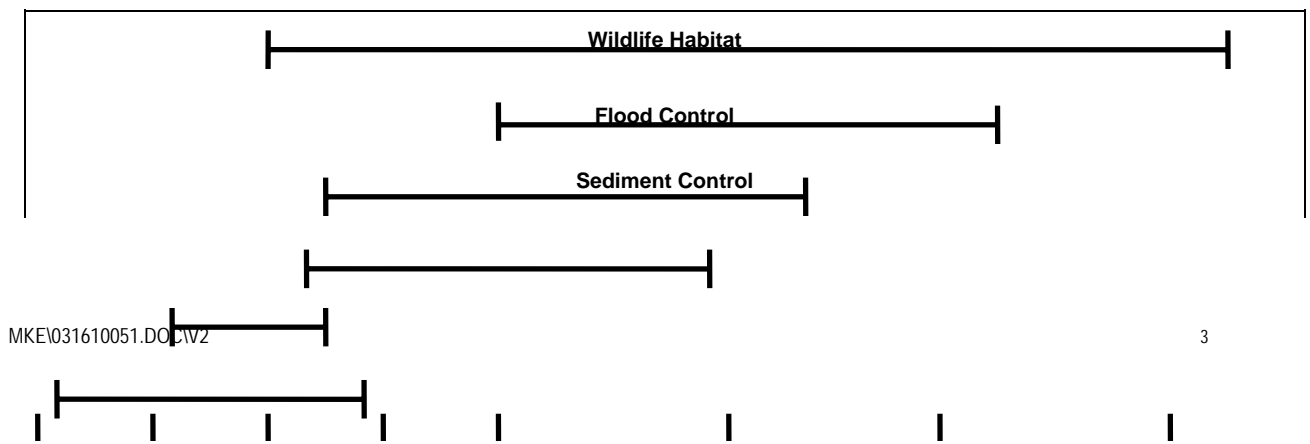 Wildlife Habitat
Flood Control
Sediment Control
MKE\031610051.DOC\V2 3